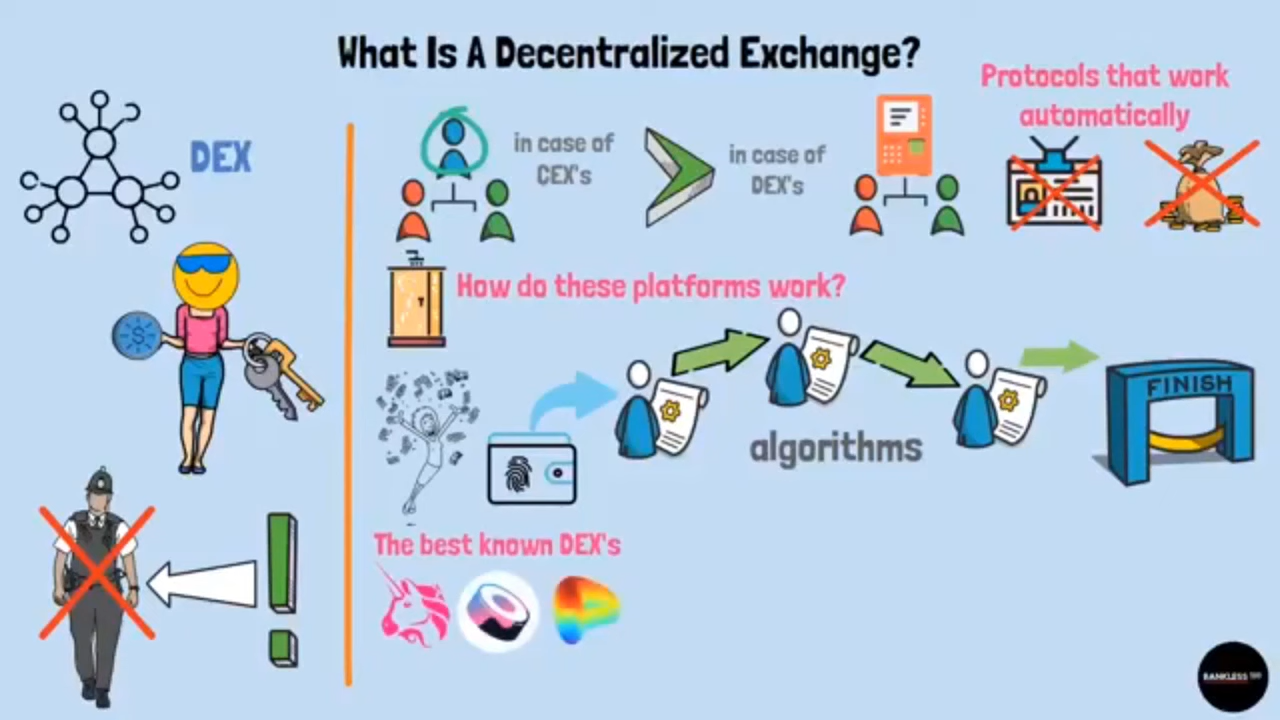 What Is A Decentralized Exchange?
Protocols that work
automatically
DEX
in case of
CEX's
in case of
DEX's
How do these platforms work?
FINISH
algorithms
The best known DEX's
BANKLESS